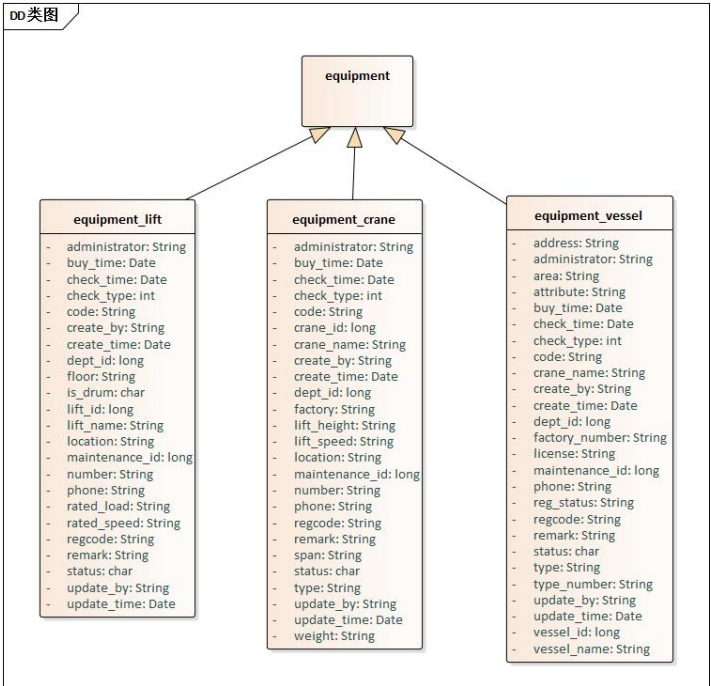 DD类图
equipment
equipment_lift
- administrator: String
- buy_time: Date
- check_time: Date
- check_type: int
- code: String
- create_by: String
- create_time: Date
- dept_id: long
- floor: String
- is_drum: char
- lift_id: long
- lift_name: String
- location: String
- maintenance_id: long
- number: String
- phone: String
- rated_load: String
- rated_speed: String
- regcode: String
- remark: String
- status: char
- update_by: String
- update_time: Date
equipment_crane
- administrator: String
- buy_time: Date
- check_time: Date
- check_type: int
- code: String
- crane_id: long
- crane_name: String
- create_by: String
- create_time: Date
- dept_id: long
- factory: String
- lift_height: String
- lift_speed: String
- location: String
- maintenance_id: long
- number: String
- phone: String
- regcode: String
- remark: String
- span: String
- status: char
- type: String
- update_by: String
- update_time: Date
- weight: String
equipment_vessel
- address: String
- administrator: String
- area: String
- attribute: String
- buy_time: Date
- check_time: Date
- check_type: int
- code: String
- crane_name: String
- create_by: String
- create_time: Date
- dept_id: long
- factory_number: String
- license: String
- maintenance_id: long
- phone: String
- reg_status: String
- regcode: String
- remark: String
- status: char
- type: String
- type_number: String
- update_by: String
- update_time: Date
- vessel_id: long
- vessel_name: String